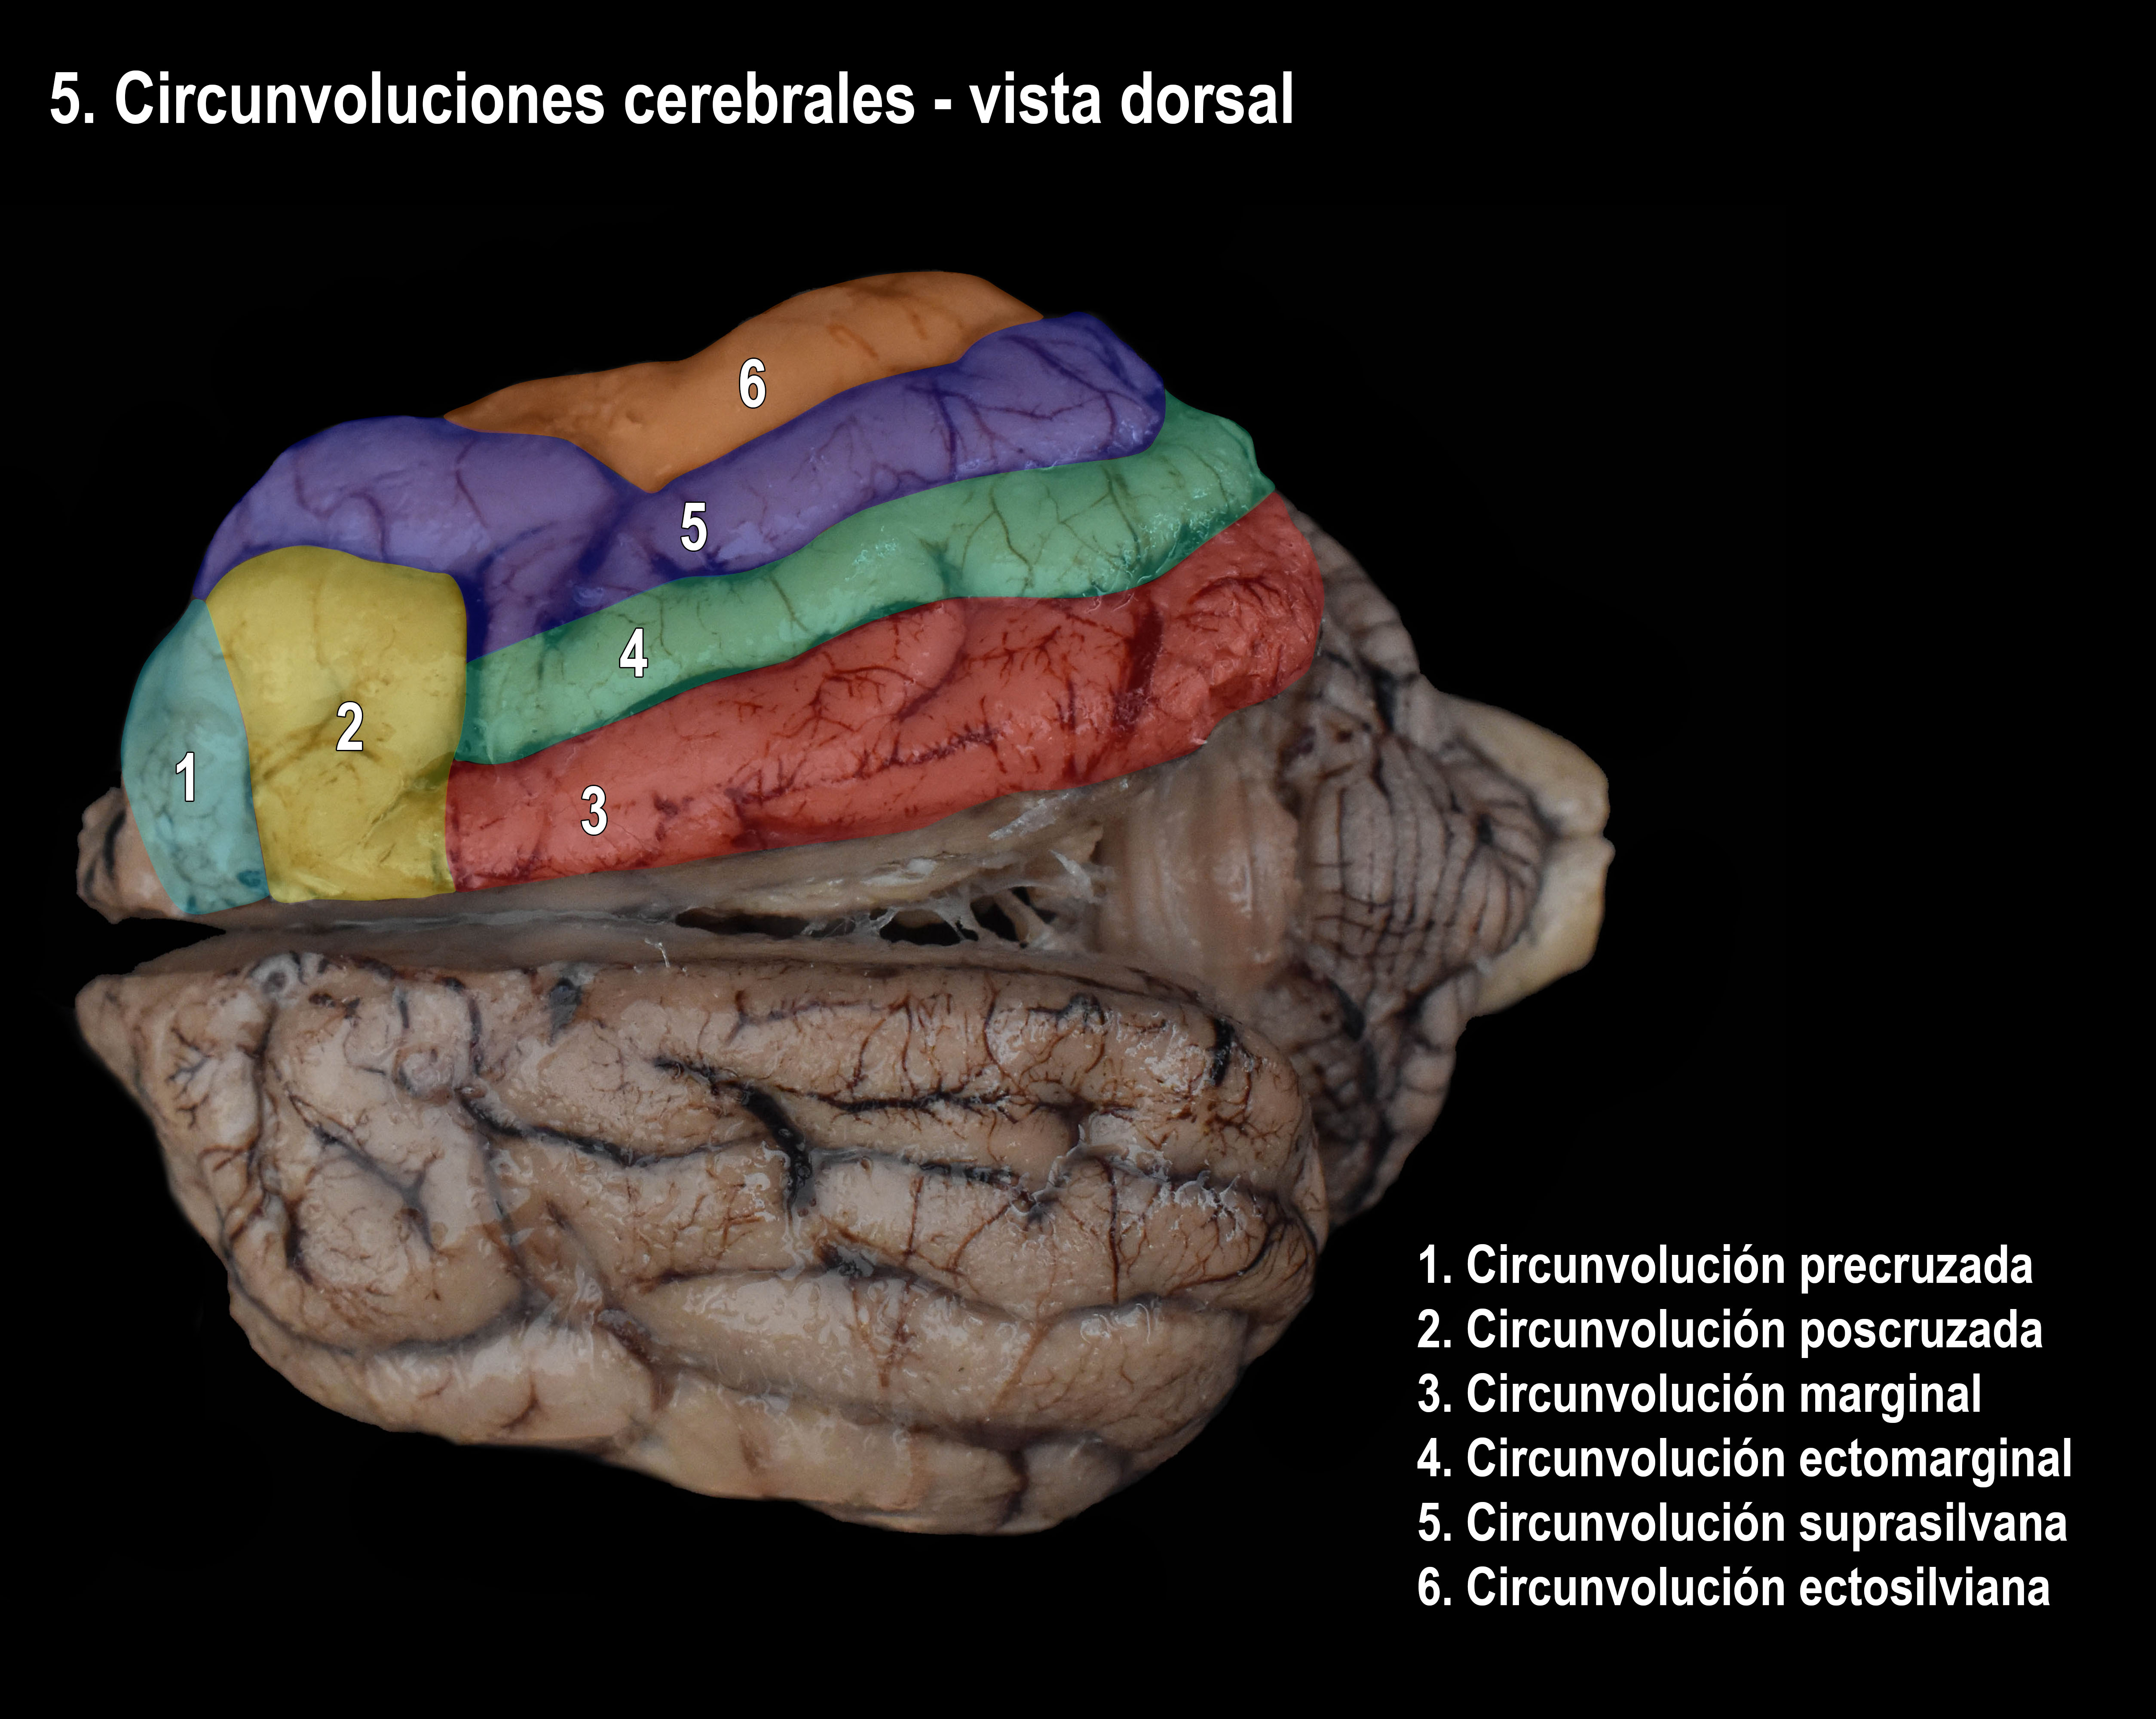 5. Circunvoluciones cerebrales - vista dorsal
6
5
4
2
1
3
1. Circunvolución precruzada
2. Circunvolución poscruzada
3. Circunvolución marginal
4. Circunvolución ectomarginal
5. Circunvolución suprasilvana
6. Circunvolución ectosilviana